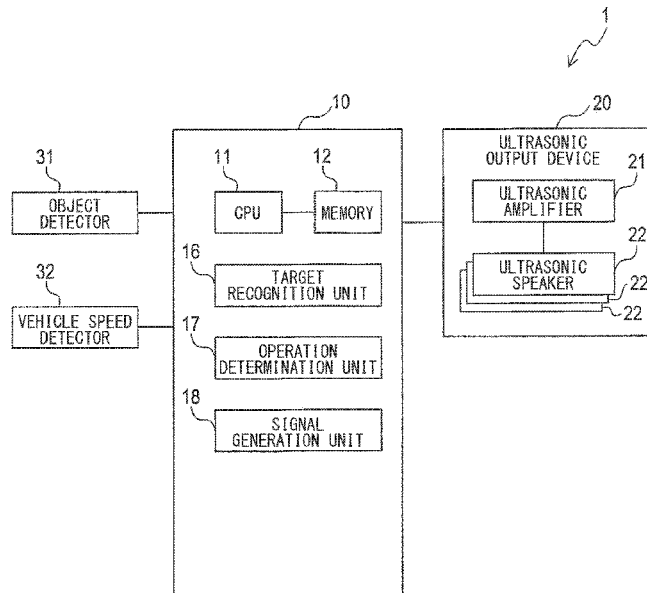 1
10
20
ULTRASONIC
OUTPUT DEVICE
31
11
12
21
OBJECT
DETECTOR
CPU
MEMORY
ULTRASONIC
AMPLIFIER
16
22
32
TARGET
RECOGNITION UNIT
ULTRASONIC
SPEAKER
22
22
VEHICLE SPEED
DETECTOR
17
OPERATION
DETERMINATION UNIT
18
SIGNAL
GENERATION UNIT